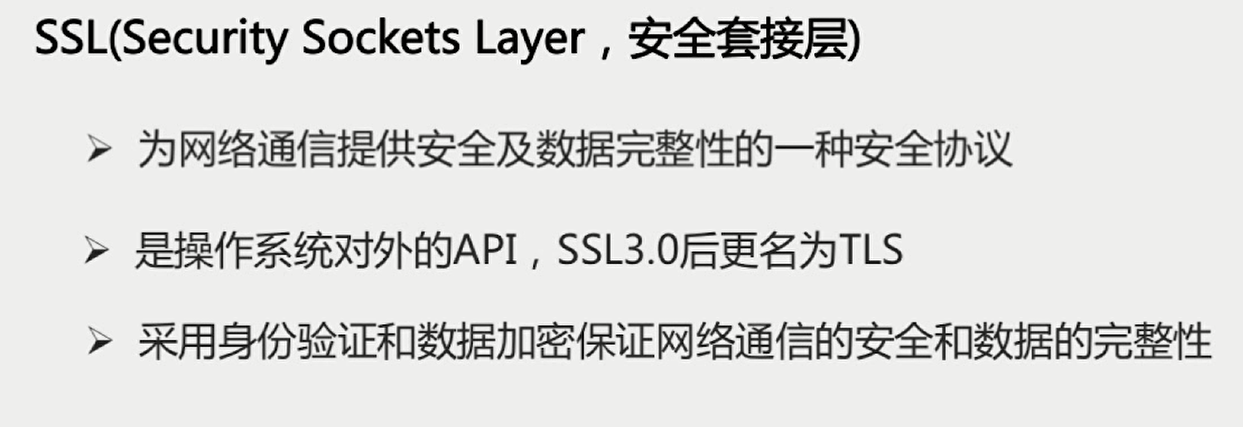 SSL(Security Sockets Layer，安全套接层)
➢ 为网络通信提供安全及数据完整性的一种安全协议
➢ 是操作系统对外的API，SSL3.0后更名为TLS
➢ 采用身份验证和数据加密保证网络通信的安全和数据的完整性